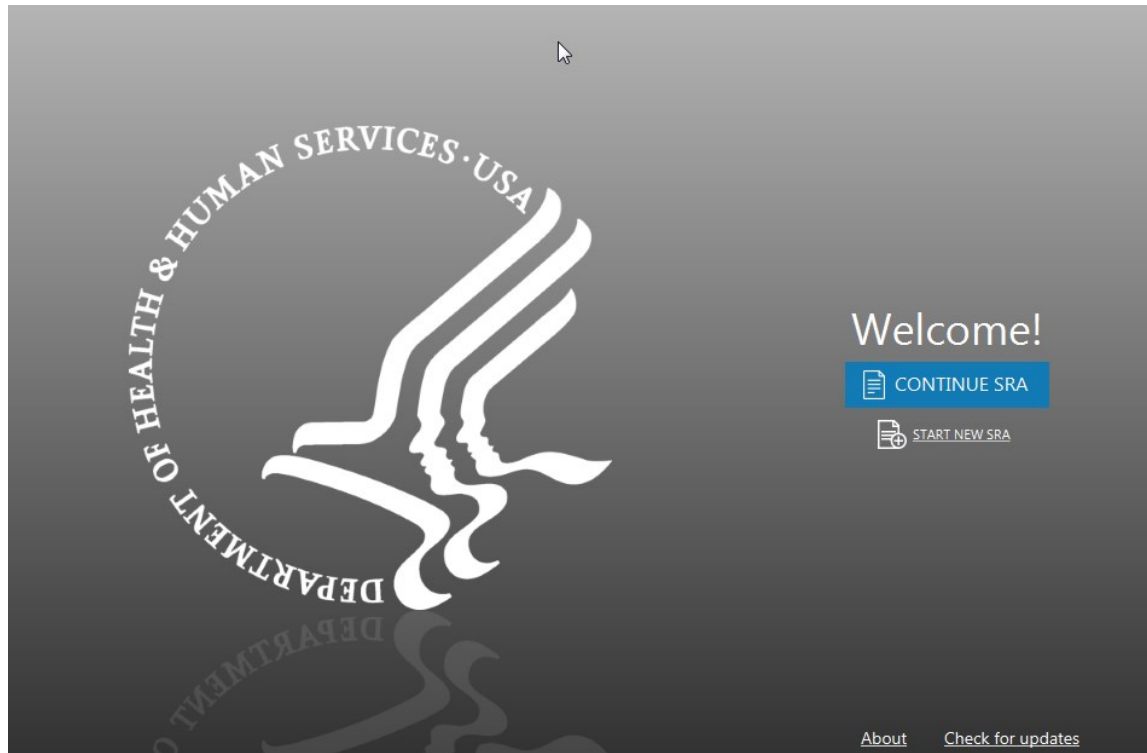 DEPARTMENT OF HEALTH & HUMAN SERVICES · USA
Welcome!
CONTINUE SRA
START NEW SRA
About
Check for updates